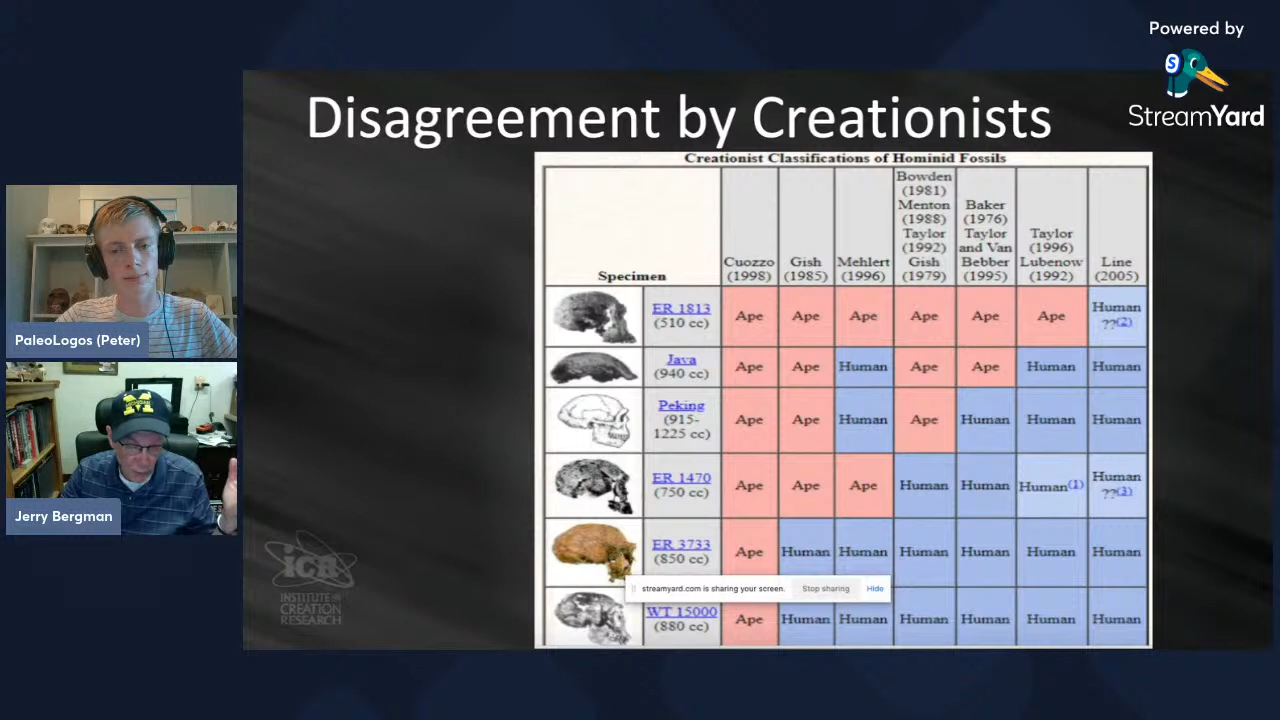 Powered by
StreamYard
Disagreement by Creationists
Creationist Classifications of Hominid Fossils
Specimen
Cuozzo
(1998)
Gish
(1985)
Mehlert
(1996)
Bowden
(1981)
Menton
(1988)
Taylor
(1992)
Gish
(1979)
Baker
(1976)
Taylor
and Van
Bebber
(1995)
Taylor
(1996)
Lubenow
(1992)
Line
(2005)
ER 1813
(510 cc)
Ape Ape Ape Ape Ape Ape Human
??(2)
Java
(940 cc)
Ape Ape Human Ape Ape Human Human
Peking
(915-
1225 cc)
Ape Ape Human Ape Human Human Human
ER 1470
(750 cc)
Ape Ape Ape Human Human Human(1) Human
??(3)
ER 3733
(850 cc)
Ape Human Human Human Human Human Human
streamyard.com is sharing your screen. Stop sharing Hide
WT 15000
(880 cc)
Ape Human Human Human Human Human Human
PaleoLogos (Peter)
Jerry Bergman
icr
INSTITUTE for
CREATION
RESEARCH